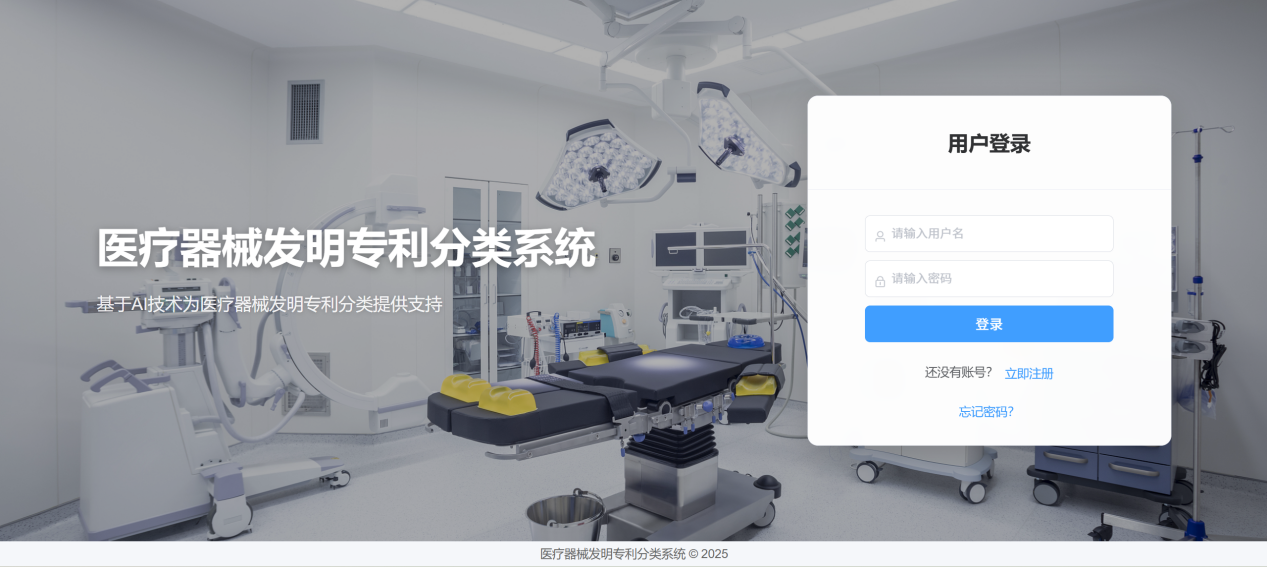 医疗器械发明专利分类系统
基于AI技术为医疗器械发明专利分类提供支持
用户登录
请输入用户名
请输入密码
登录
还没有账号? 立即注册
忘记密码?
医疗器械发明专利分类系统 © 2025